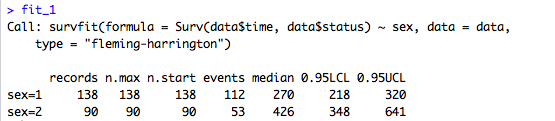 > fit_1
Call: survfit(formula = Surv(data$time, data$status) ~ sex, data = data,
    type = "fleming-harrington")
      records n.max n.start events median 0.95LCL 0.95UCL
sex=1     138   138     138    112    270     218     320
sex=2      90    90      90     53    426     348     641